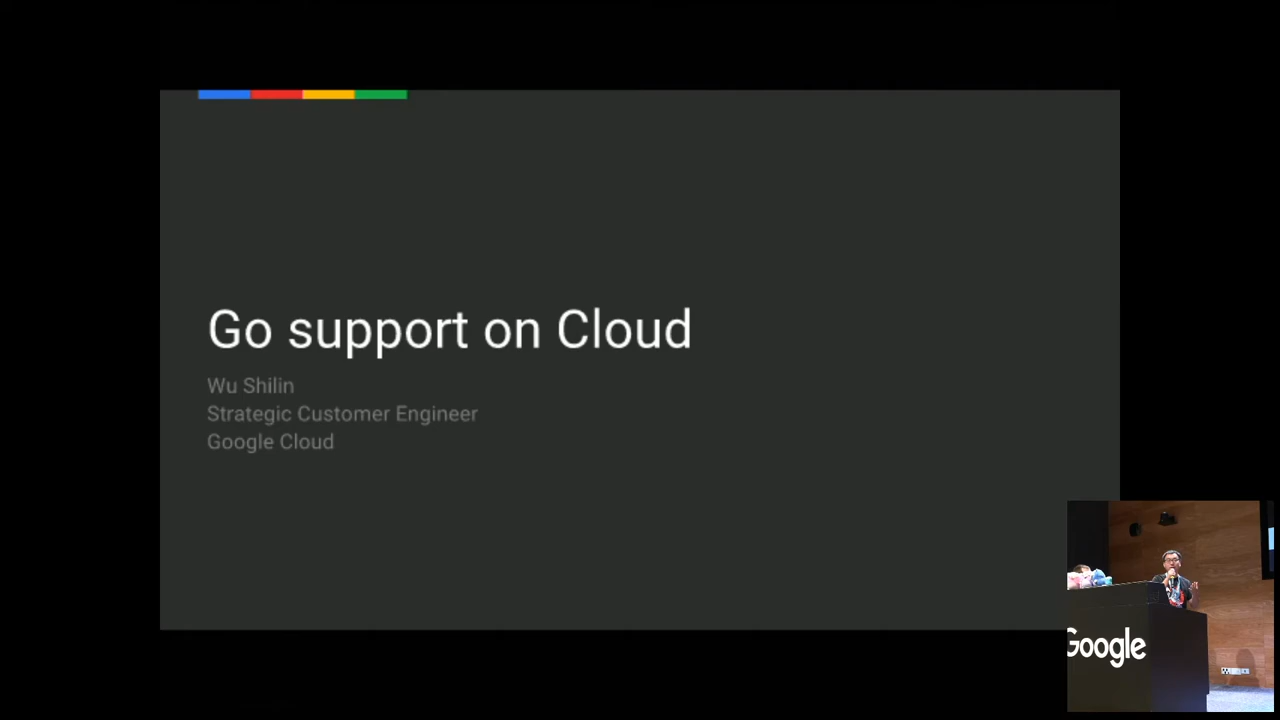 Go support on Cloud
Wu Shilin
Strategic Customer Engineer
Google Cloud
Google